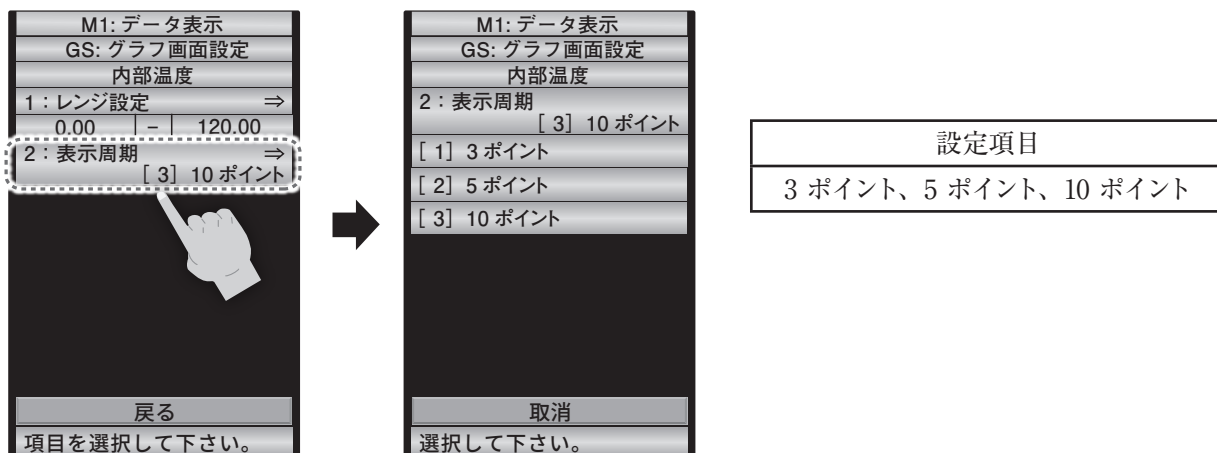 M1: データ表示
GS: グラフ画面設定
内部温度
1：レンジ設定 ⇒
0.00 － 120.00
2：表示周期 ⇒
[ 3] 10 ポイント
戻る
項目を選択して下さい。
M1: データ表示
GS: グラフ画面設定
内部温度
2：表示周期
[ 3] 10 ポイント
[ 1] 3 ポイント
[ 2] 5 ポイント
[ 3] 10 ポイント
取消
選択して下さい。
設定項目
3 ポイント、5 ポイント、10 ポイント